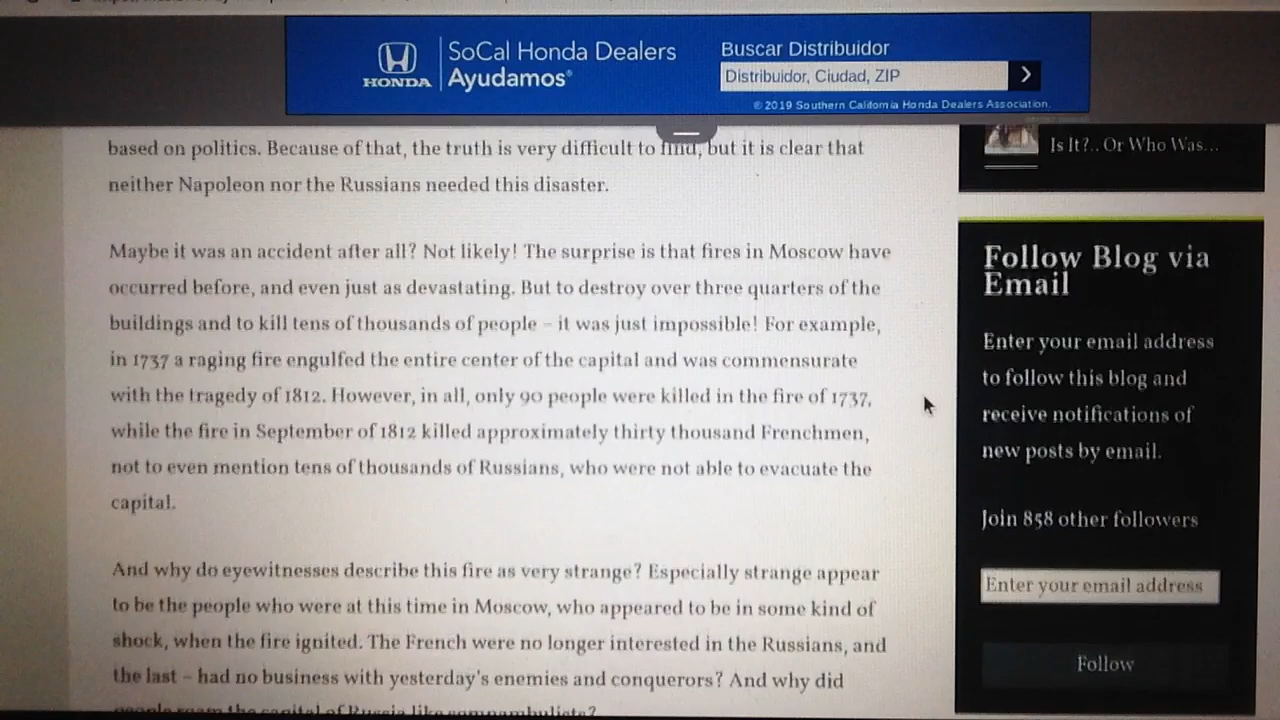 HONDA
SoCal Honda Dealers
Ayudamos®
Buscar Distribuidor
Distribuidor, Ciudad, ZIP
© 2019 Southern California Honda Dealers Association.
based on politics. Because of that, the truth is very difficult to find, but it is clear that
neither Napoleon nor the Russians needed this disaster.
Maybe it was an accident after all? Not likely! The surprise is that fires in Moscow have
occurred before, and even just as devastating. But to destroy over three quarters of the
buildings and to kill tens of thousands of people – it was just impossible! For example,
in 1737 a raging fire engulfed the entire center of the capital and was commensurate
with the tragedy of 1812. However, in all, only 90 people were killed in the fire of 1737,
while the fire in September of 1812 killed approximately thirty thousand Frenchmen,
not to even mention tens of thousands of Russians, who were not able to evacuate the
capital.
And why do eyewitnesses describe this fire as very strange? Especially strange appear
to be the people who were at this time in Moscow, who appeared to be in some kind of
shock, when the fire ignited. The French were no longer interested in the Russians, and
the last – had no business with yesterday's enemies and conquerors? And why did
people roam the capital of Russia like somnambulists?
Is It?.. Or Who Was...
Follow Blog via
Email
Enter your email address
to follow this blog and
receive notifications of
new posts by email.
Join 858 other followers
Enter your email address
Follow